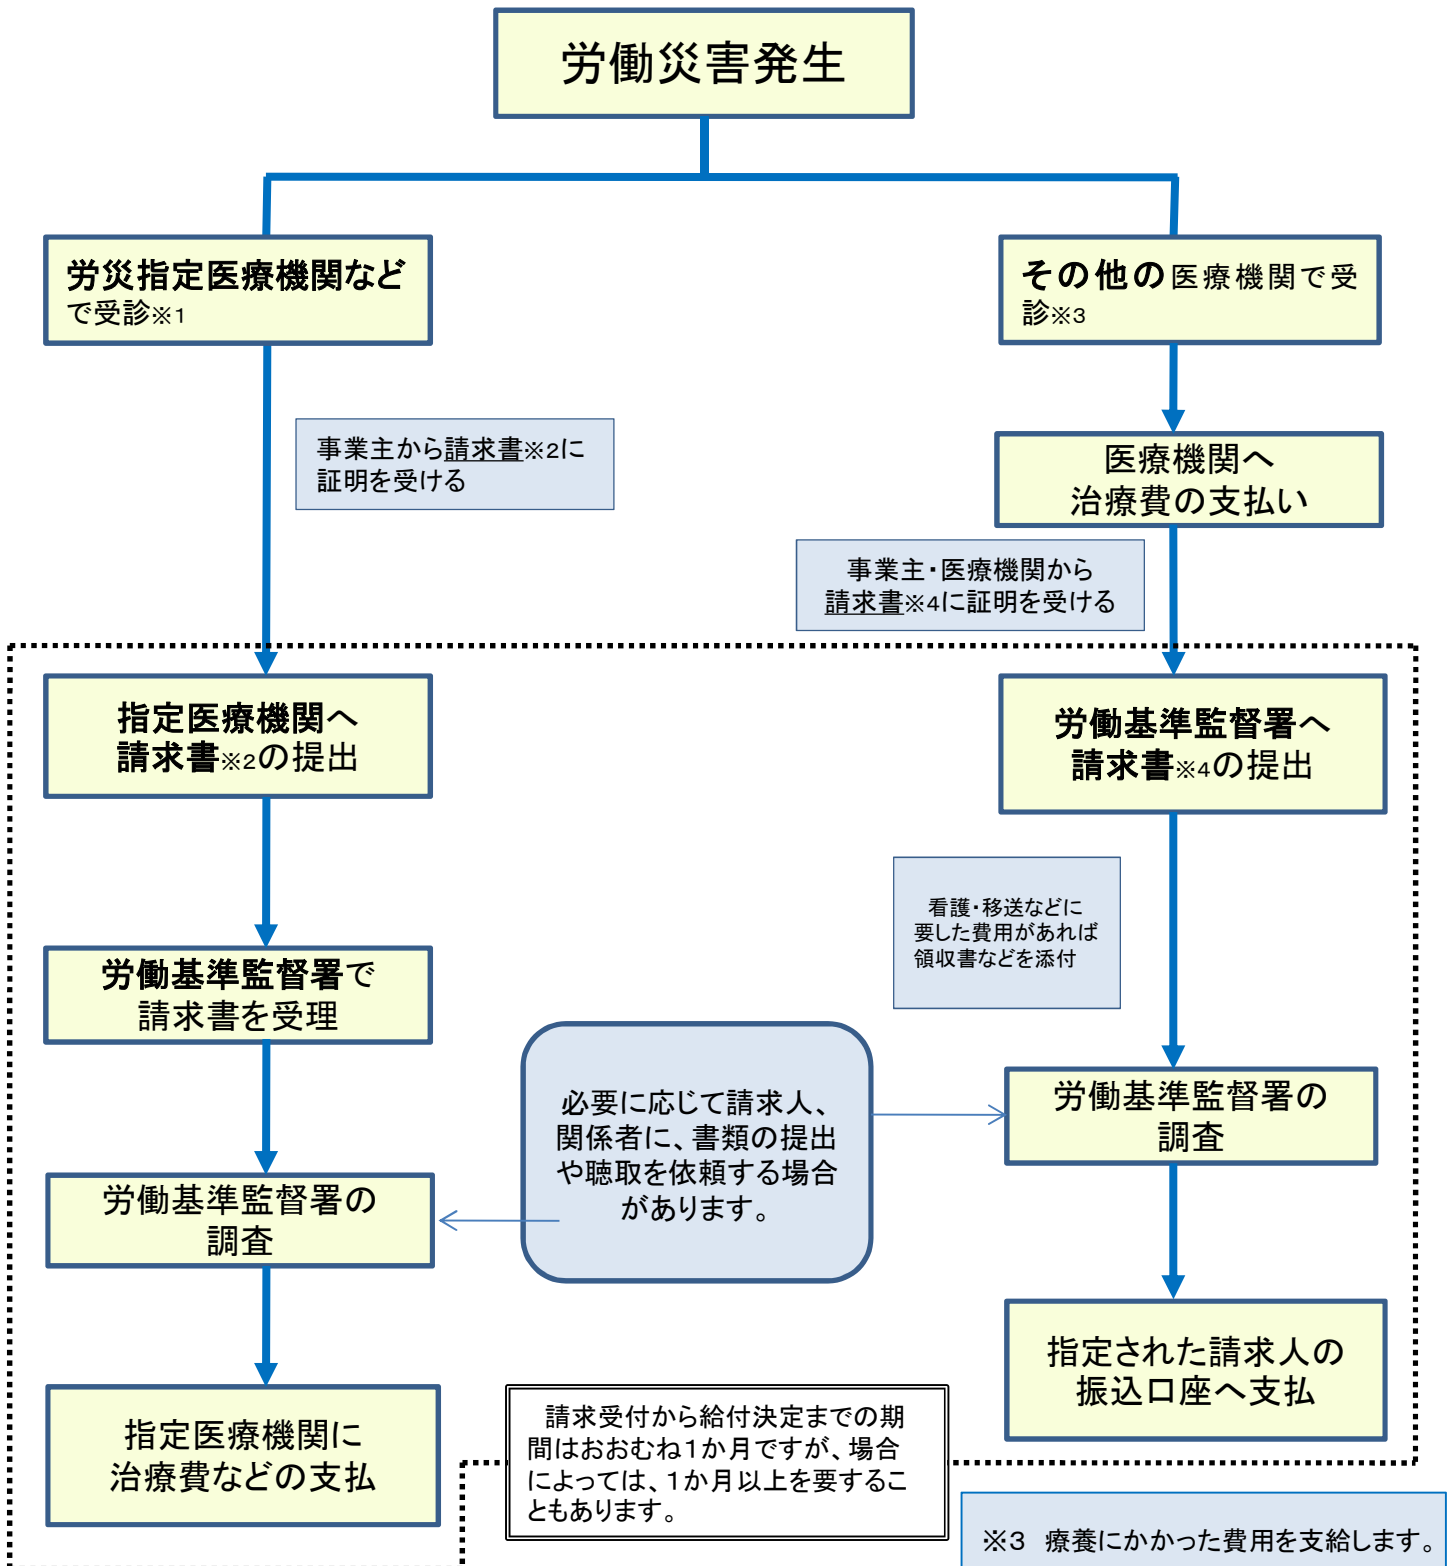 労働災害発生
労災指定医療機関など
で受診※1
その他の医療機関で受
診※3
事業主から請求書※2に
証明を受ける
医療機関へ
治療費の支払い
事業主・医療機関から
請求書※4に証明を受ける
指定医療機関へ
請求書※2の提出
労働基準監督署へ
請求書※4の提出
看護・移送などに
要した費用があれば
領収書などを添付
労働基準監督署で
請求書を受理
必要に応じて請求人、
関係者に、書類の提出
や聴取を依頼する場合
があります。
労働基準監督署の
調査
労働基準監督署の
調査
指定された請求人の
振込口座へ支払
指定医療機関に
治療費などの支払
請求受付から給付決定までの期
間はおおむね1か月ですが、場合
によっては、1か月以上を要するこ
ともあります。
※3 療養にかかった費用を支給します。